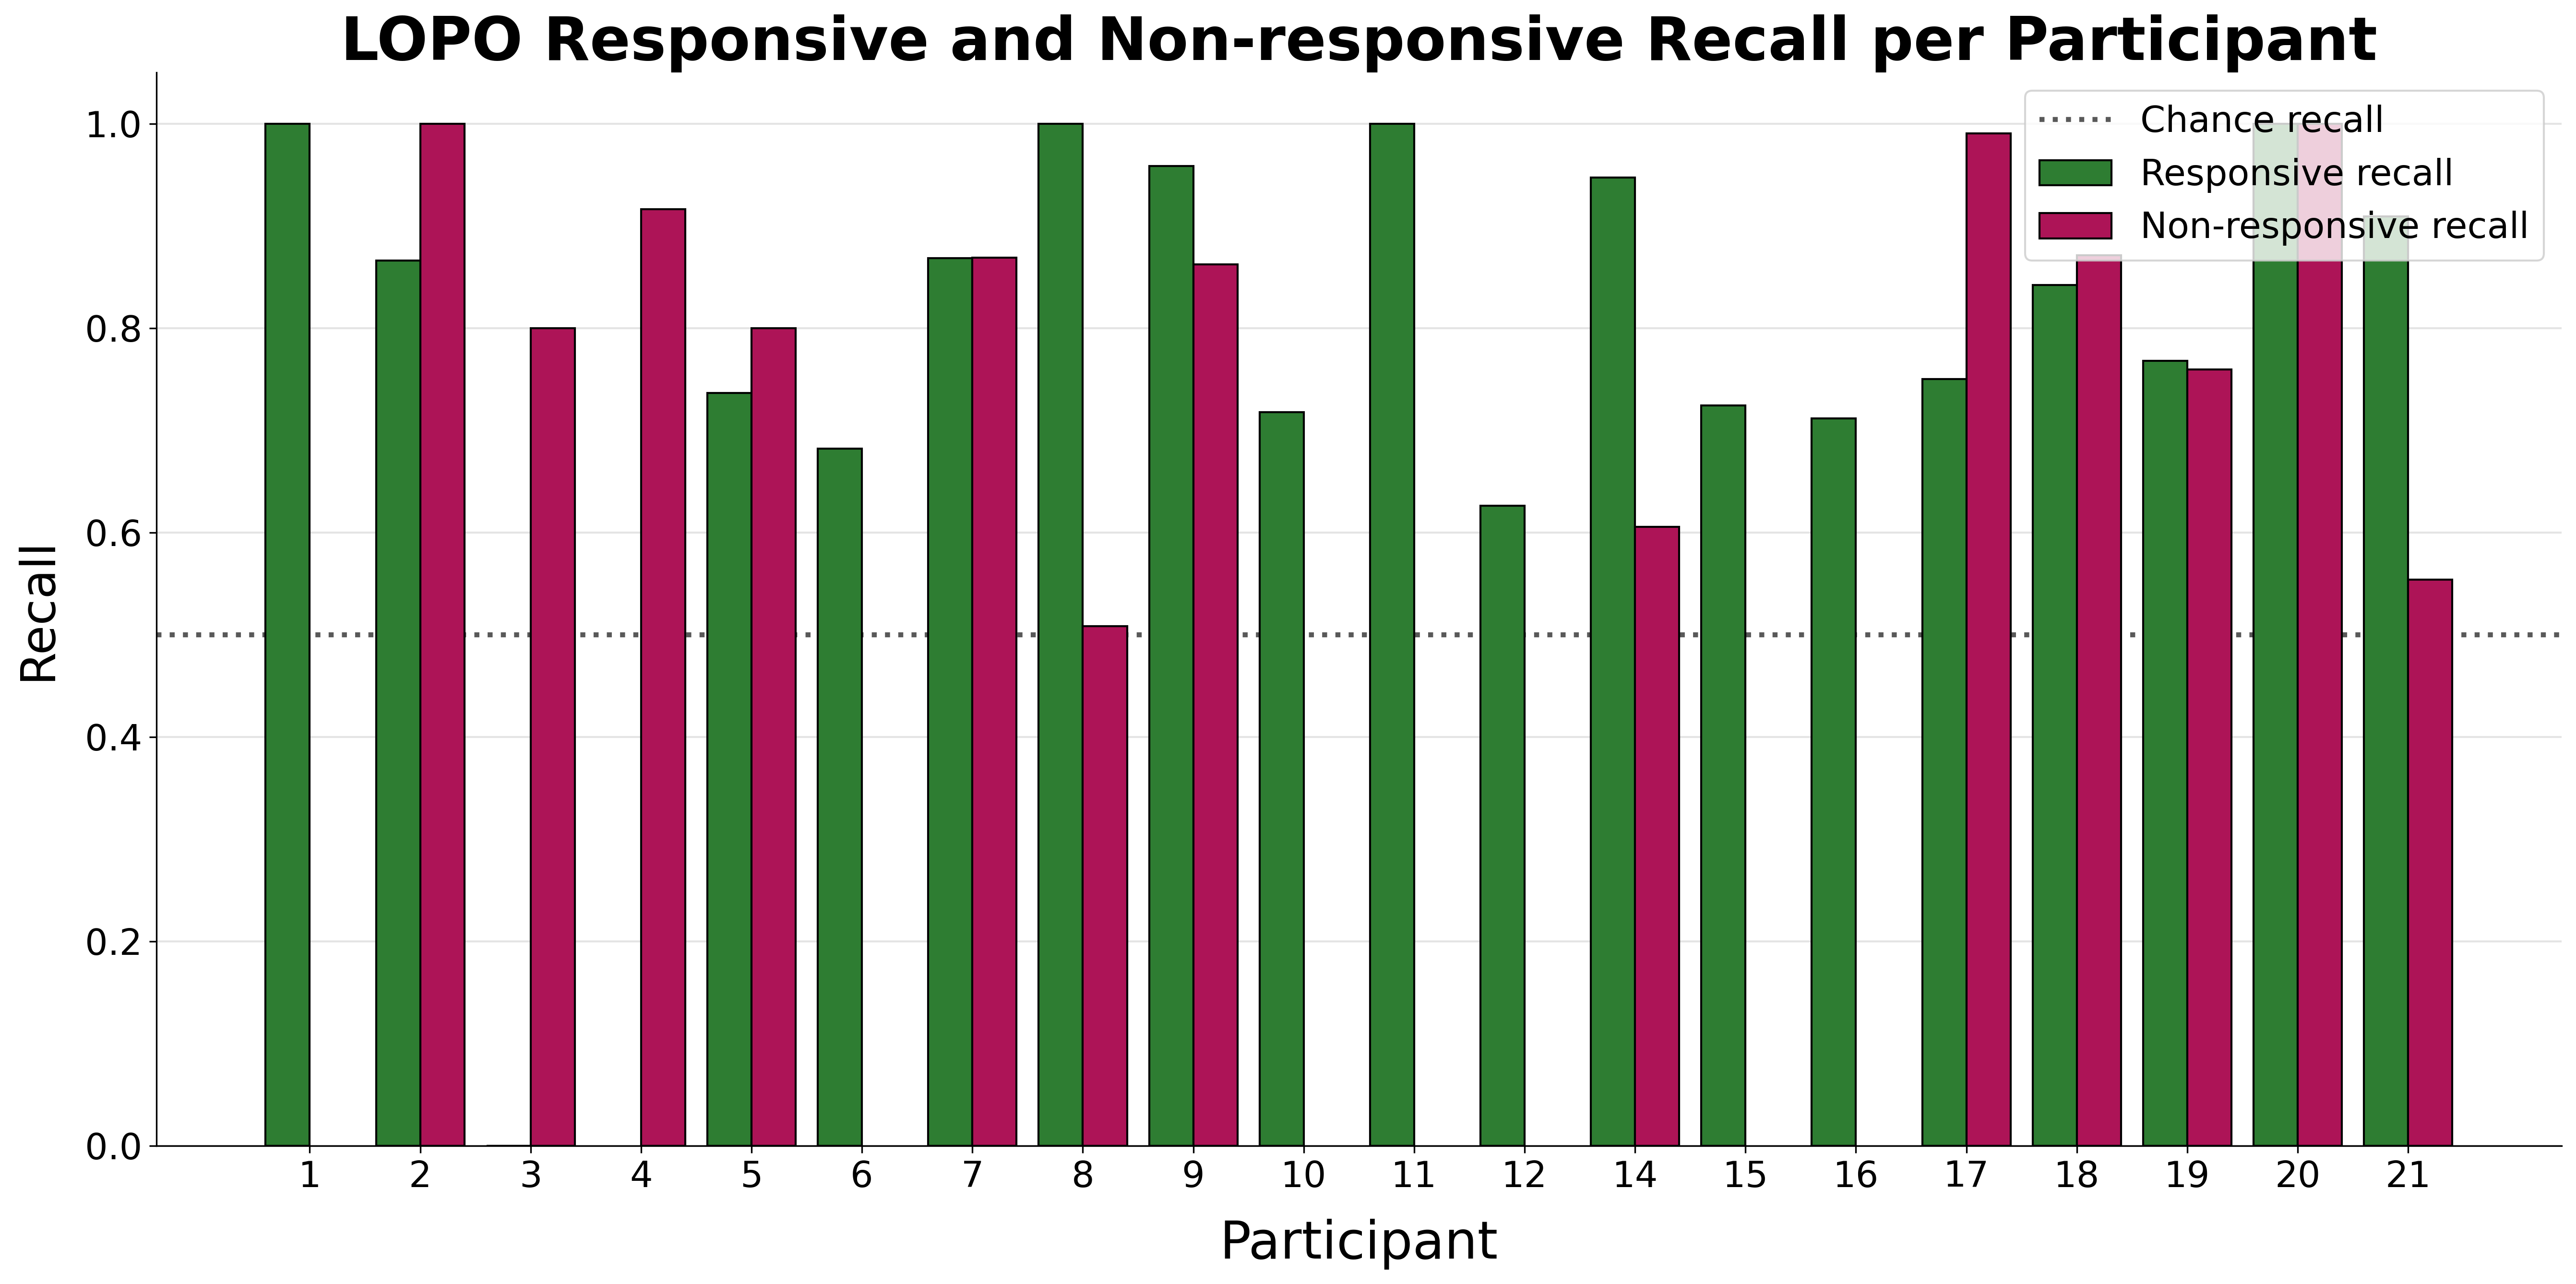 LOPO Responsive and Non-responsive Recall per Participant
Chance recall
Responsive recall
Non-responsive recall
Recall
1.0
0.8
0.6
0.4
0.2
0.0
1 2 3 4 5 6 7 8 9 10 11 12 14 15 16 17 18 19 20 21
Participant